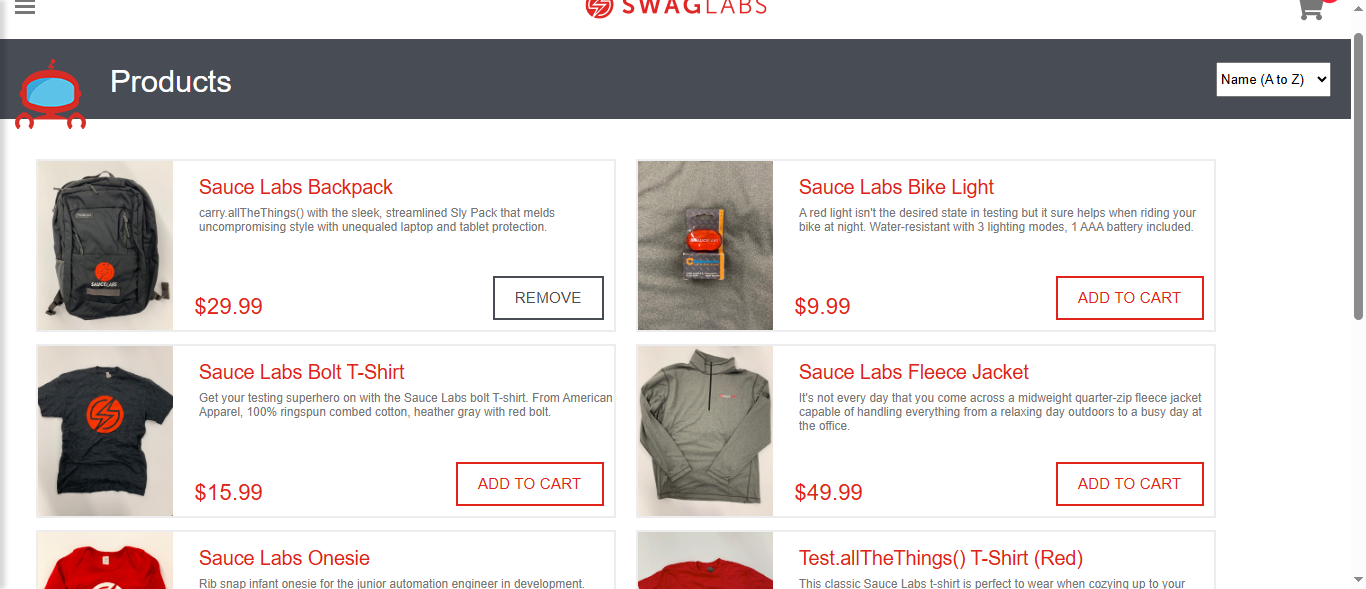 SWAGLABS
Products
Name (A to Z)
Sauce Labs Backpack
carry.allTheThings() with the sleek, streamlined Sly Pack that melds
uncompromising style with unequaled laptop and tablet protection.
$29.99
REMOVE
SAUCELABS
Sauce Labs Bike Light
A red light isn't the desired state in testing but it sure helps when riding your
bike at night. Water-resistant with 3 lighting modes, 1 AAA battery included.
$9.99
ADD TO CART
Sauce Labs Bolt T-Shirt
Get your testing superhero on with the Sauce Labs bolt T-shirt. From American
Apparel, 100% ringspun combed cotton, heather gray with red bolt.
$15.99
ADD TO CART
Sauce Labs Fleece Jacket
It's not every day that you come across a midweight quarter-zip fleece jacket
capable of handling everything from a relaxing day outdoors to a busy day at
the office.
$49.99
ADD TO CART
Sauce Labs Onesie
Rib snap infant onesie for the junior automation engineer in development.
Test.allTheThings() T-Shirt (Red)
This classic Sauce Labs t-shirt is perfect to wear when cozying up to your